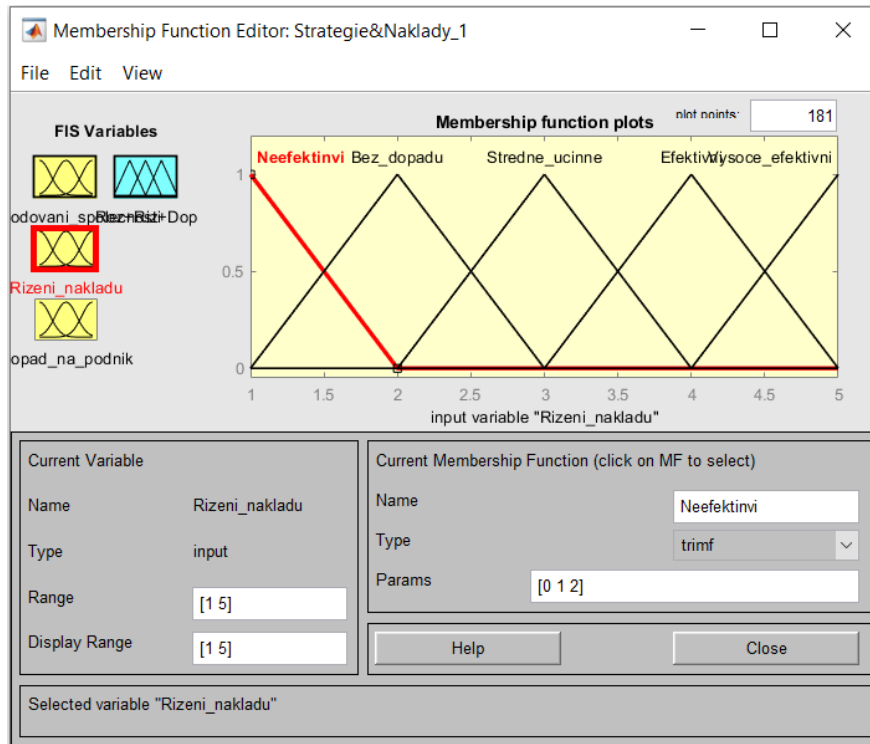 Membership Function Editor: Strategie&Naklady_1
File Edit View
FIS Variables
Membership function plots
plot points:
181
Neefektinvi
Bez_dopadu
Stredne_ucinne
Efektivni
Vysoce_efektivni
1
0.5
0
1 1.5 2 2.5 3 3.5 4 4.5 5
input variable "Rizeni_nakladu"
Rizeni_nakladu
opad_na_podnik
Current Variable
Name Rizeni_nakladu
Type input
Range [1 5]
Display Range [1 5]
Current Membership Function (click on MF to select)
Name Neefektinvi
Type trimf
Params [0 1 2]
Help Close
Selected variable "Rizeni_nakladu"